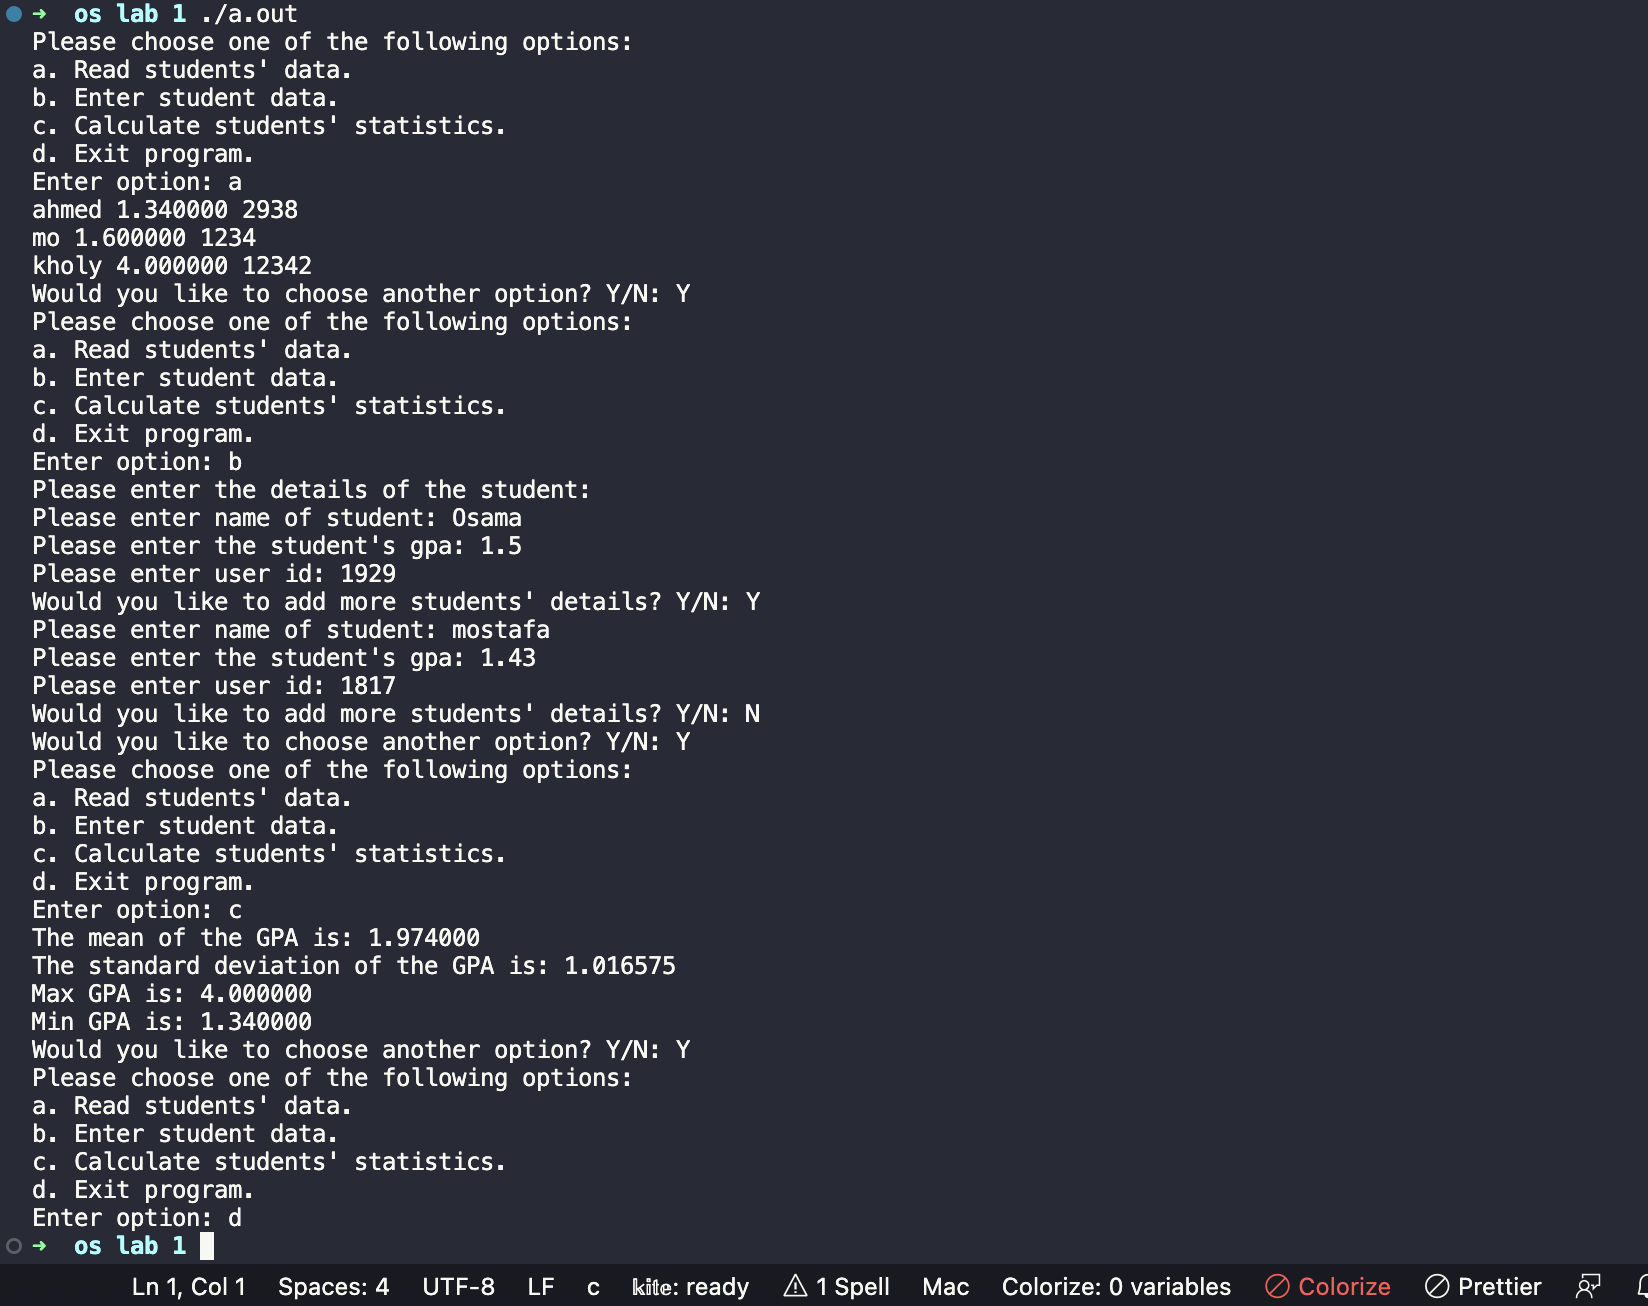 ➜ os lab 1 ./a.out
Please choose one of the following options:
a. Read students' data.
b. Enter student data.
c. Calculate students' statistics.
d. Exit program.
Enter option: a
ahmed 1.340000 2938
mo 1.600000 1234
kholy 4.000000 12342
Would you like to choose another option? Y/N: Y
Please choose one of the following options:
a. Read students' data.
b. Enter student data.
c. Calculate students' statistics.
d. Exit program.
Enter option: b
Please enter the details of the student:
Please enter name of student: Osama
Please enter the student's gpa: 1.5
Please enter user id: 1929
Would you like to add more students' details? Y/N: Y
Please enter name of student: mostafa
Please enter the student's gpa: 1.43
Please enter user id: 1817
Would you like to add more students' details? Y/N: N
Would you like to choose another option? Y/N: Y
Please choose one of the following options:
a. Read students' data.
b. Enter student data.
c. Calculate students' statistics.
d. Exit program.
Enter option: c
The mean of the GPA is: 1.974000
The standard deviation of the GPA is: 1.016575
Max GPA is: 4.000000
Min GPA is: 1.340000
Would you like to choose another option? Y/N: Y
Please choose one of the following options:
a. Read students' data.
b. Enter student data.
c. Calculate students' statistics.
d. Exit program.
Enter option: d
➜ os lab 1
Ln 1, Col 1 Spaces: 4 UTF-8 LF c kite: ready 1 Spell Mac Colorize: 0 variables Colorize Prettier